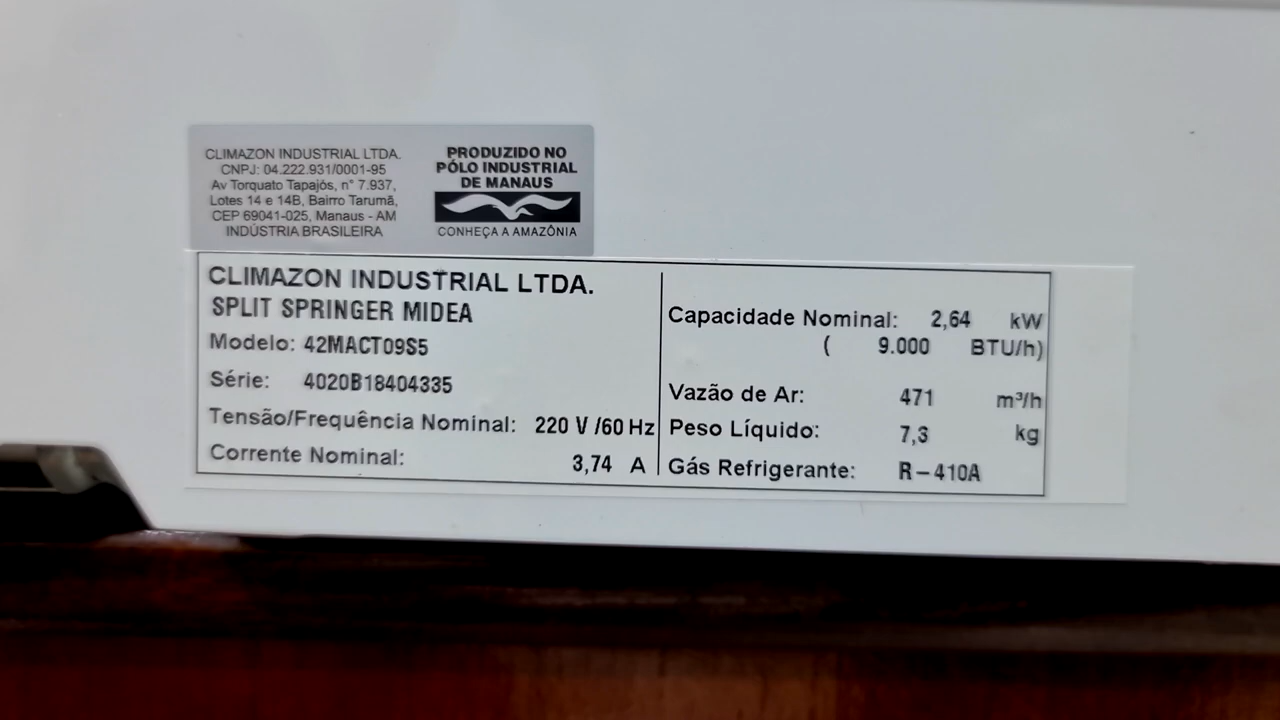 CLIMAZON INDUSTRIAL LTDA.
CNPJ: 04.222.931/0001-95
Av Torquato Tapajós, n° 7.937,
Lotes 14 e 14B, Bairro Tarumã,
CEP 69041-025, Manaus - AM
INDÚSTRIA BRASILEIRA
PRODUZIDO NO
PÓLO INDUSTRIAL
DE MANAUS
CONHEÇA A AMAZÔNIA
CLIMAZON INDUSTRIAL LTDA.
SPLIT SPRINGER MIDEA
Modelo: 42MACT09S5
Série: 4020B18404335
Tensão/Frequência Nominal: 220 V /60 Hz
Corrente Nominal: 3,74 A
Capacidade Nominal: 2,64 kW
( 9.000 BTU/h)
Vazão de Ar: 471 m³/h
Peso Líquido: 7,3 kg
Gás Refrigerante: R-410A